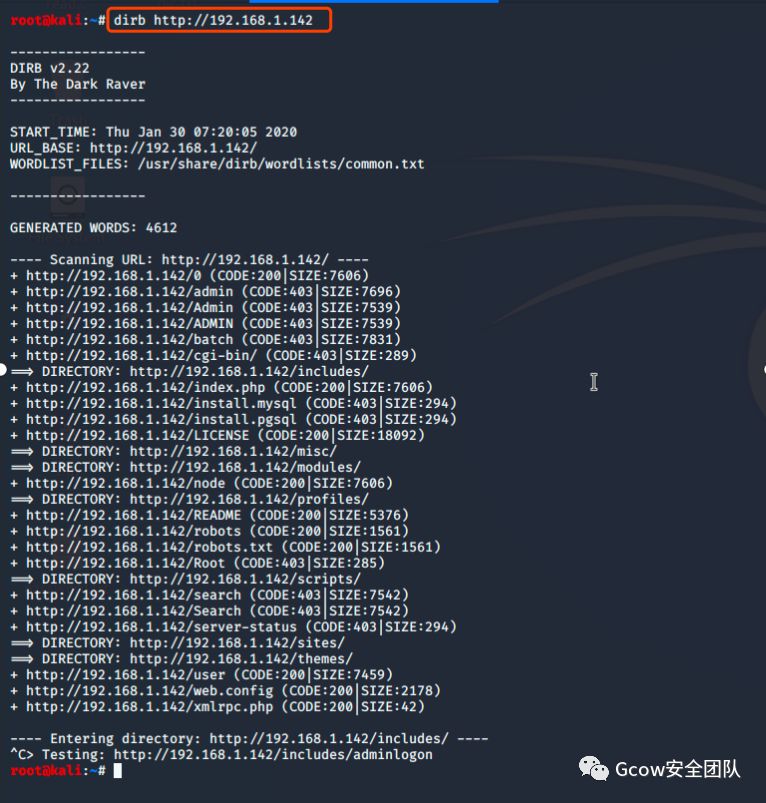 root@kali:~# dirb http://192.168.1.142
-----------------
DIRB v2.22
By The Dark Raver
-----------------
START_TIME: Thu Jan 30 07:20:05 2020
URL_BASE: http://192.168.1.142/
WORDLIST_FILES: /usr/share/dirb/wordlists/common.txt
-----------------
GENERATED WORDS: 4612
---- Scanning URL: http://192.168.1.142/ ----
+ http://192.168.1.142/0 (CODE:200|SIZE:7606)
+ http://192.168.1.142/admin (CODE:403|SIZE:7696)
+ http://192.168.1.142/Admin (CODE:403|SIZE:7539)
+ http://192.168.1.142/ADMIN (CODE:403|SIZE:7539)
+ http://192.168.1.142/batch (CODE:403|SIZE:7831)
+ http://192.168.1.142/cgi-bin/ (CODE:403|SIZE:289)
==> DIRECTORY: http://192.168.1.142/includes/
+ http://192.168.1.142/index.php (CODE:200|SIZE:7606)
+ http://192.168.1.142/install.mysql (CODE:403|SIZE:294)
+ http://192.168.1.142/install.pgsql (CODE:403|SIZE:294)
+ http://192.168.1.142/LICENSE (CODE:200|SIZE:18092)
==> DIRECTORY: http://192.168.1.142/misc/
==> DIRECTORY: http://192.168.1.142/modules/
+ http://192.168.1.142/node (CODE:200|SIZE:7606)
==> DIRECTORY: http://192.168.1.142/profiles/
+ http://192.168.1.142/README (CODE:200|SIZE:5376)
+ http://192.168.1.142/robots (CODE:200|SIZE:1561)
+ http://192.168.1.142/robots.txt (CODE:200|SIZE:1561)
+ http://192.168.1.142/Root (CODE:403|SIZE:285)
==> DIRECTORY: http://192.168.1.142/scripts/
+ http://192.168.1.142/search (CODE:403|SIZE:7542)
+ http://192.168.1.142/Search (CODE:403|SIZE:7542)
+ http://192.168.1.142/server-status (CODE:403|SIZE:294)
==> DIRECTORY: http://192.168.1.142/sites/
==> DIRECTORY: http://192.168.1.142/themes/
+ http://192.168.1.142/user (CODE:200|SIZE:7459)
+ http://192.168.1.142/web.config (CODE:200|SIZE:2178)
+ http://192.168.1.142/xmlrpc.php (CODE:200|SIZE:42)
---- Entering directory: http://192.168.1.142/includes/ ----
^C> Testing: http://192.168.1.142/includes/adminlogon
root@kali:~#
Gcow安全团队